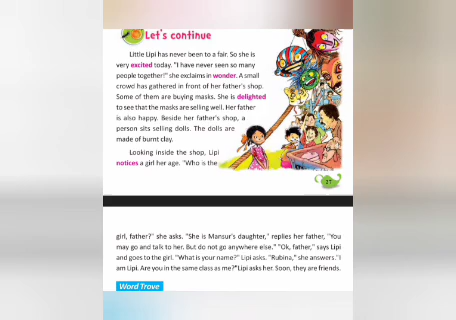 Let's continue
Little Lipi has never been to a fair. So she is
very excited today. "I have never seen so many
people together!" she exclaims in wonder. A small
crowd has gathered in front of her father's shop.
Some of them are buying masks. She is delighted
to see that the masks are selling well. Her father
is also happy. Beside her father's shop, a
person sits selling dolls. The dolls are
made of burnt clay.
Looking inside the shop, Lipi
notices a girl her age. "Who is the
27
girl, father?" she asks. "She is Mansur's daughter," replies her father, "You
may go and talk to her. But do not go anywhere else." "Ok, father," says Lipi
and goes to the girl. "What is your name?" Lipi asks. "Rubina," she answers."I
am Lipi. Are you in the same class as me?"Lipi asks her. Soon, they are friends.
Word Trove